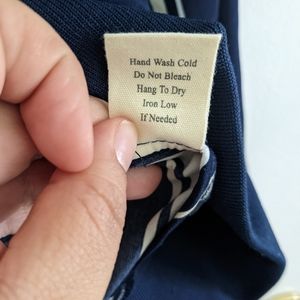 Hand Wash Cold
Do Not Bleach
Hang To Dry
Iron Low
If Needed